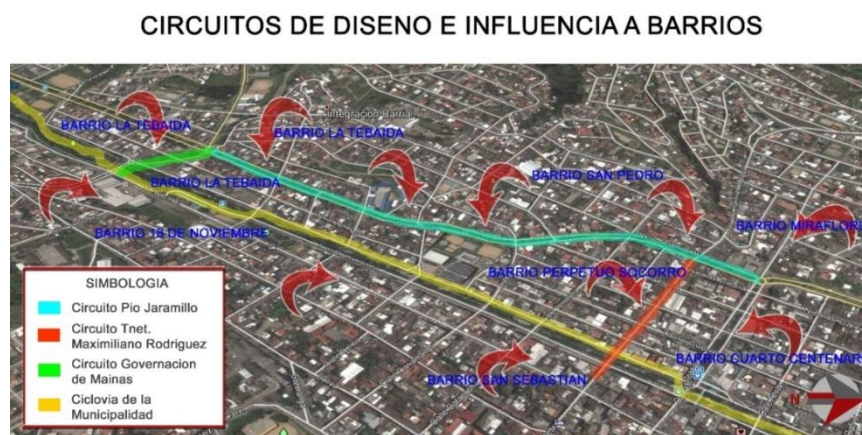 CIRCUITOS DE DISENO E INFLUENCIA A BARRIOS
Integracion Barrial
BARRIO LA TEBAIDA
BARRIO LA TEBAIDA
BARRIO LA TEBAIDA
BARRIO SAN PEDRO
BARRIO MIRAFLOR
BARRIO 18 DE NOVIEMBRE
BARRIO PERPETUO SOCORRO
BARRIO CUARTO CENTENAR
BARRIO SAN SEBASTIAN
N
SIMBOLOGIA
Circuito Pio Jaramillo
Circuito Tnet.
Maximiliano Rodriguez
Circuito Governacion
de Mainas
Ciclovia de la
Municipalidad